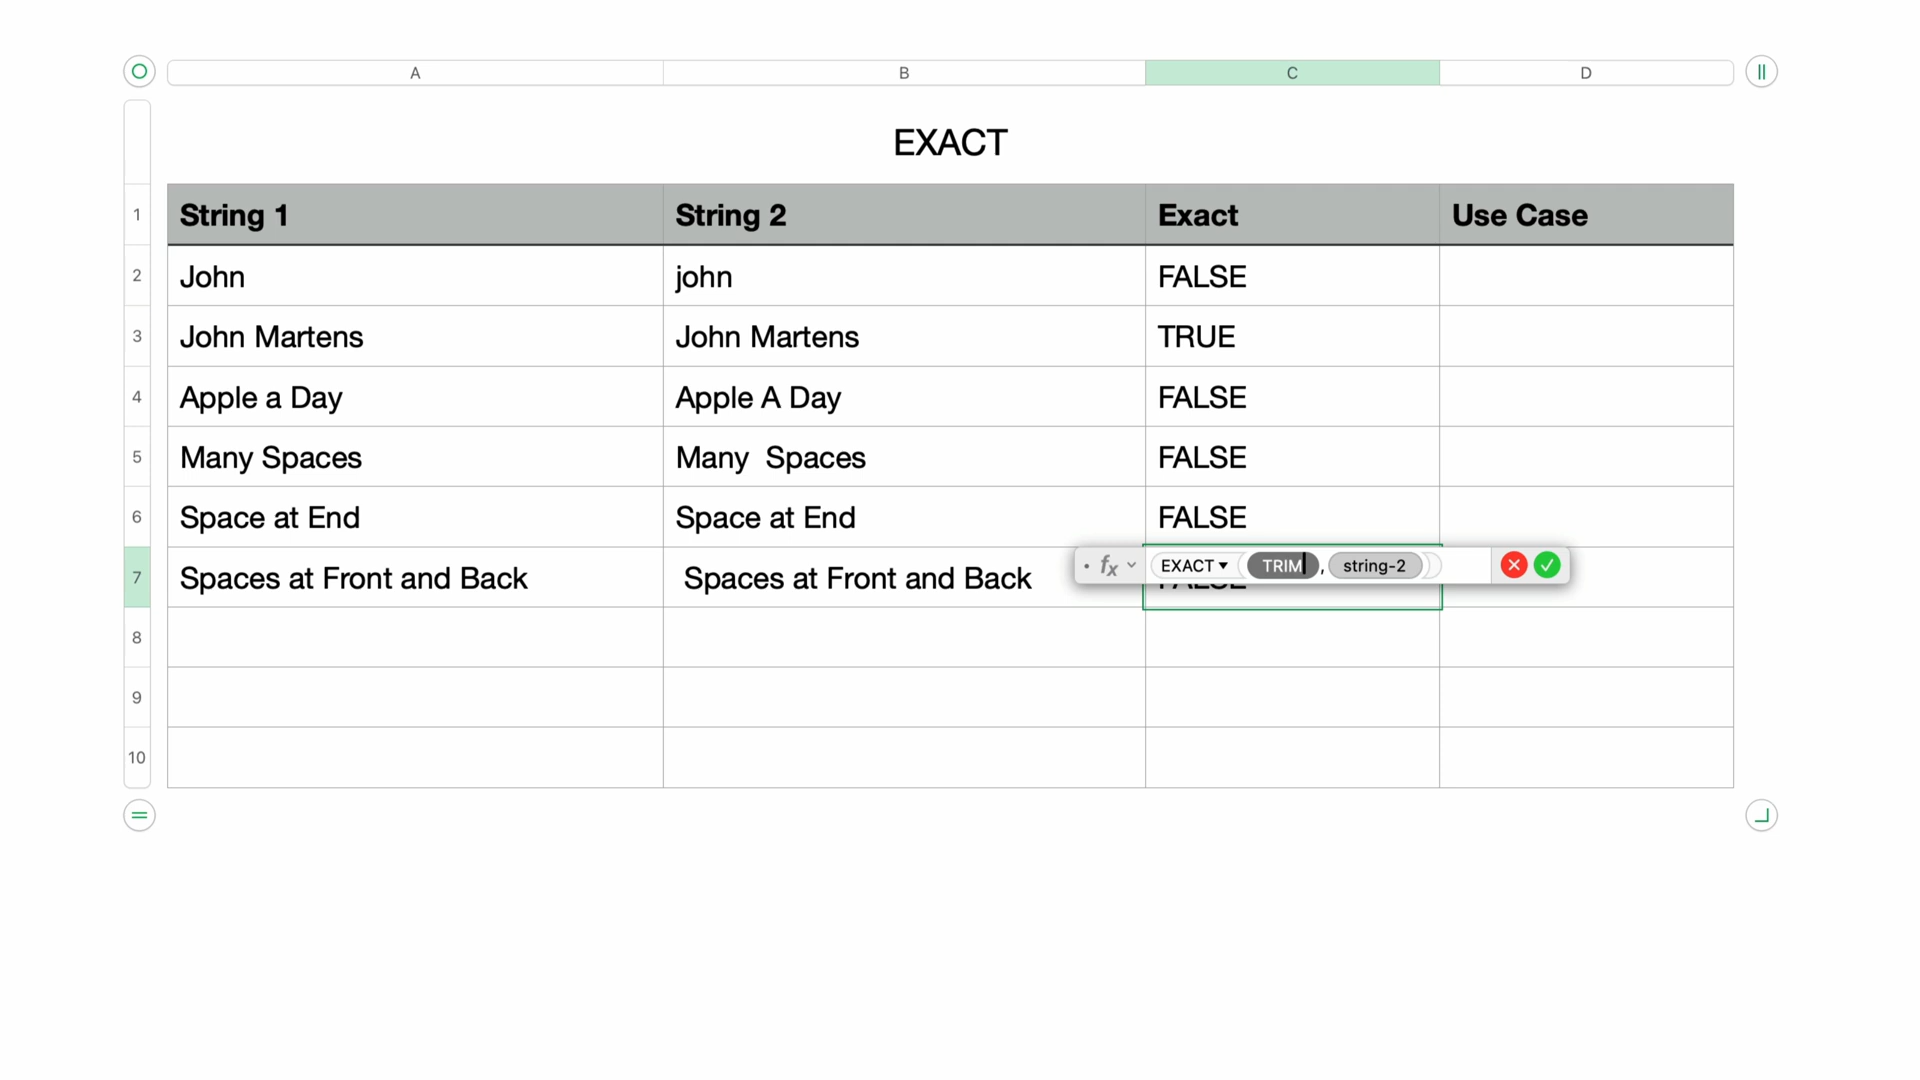 A B C D
EXACT
1 String 1 String 2 Exact Use Case
2 John john FALSE
3 John Martens John Martens TRUE
4 Apple a Day Apple A Day FALSE
5 Many Spaces Many  Spaces FALSE
6 Space at End Space at End FALSE
fx EXACT TRIM , string-2
7 Spaces at Front and Back Spaces at Front and Back FALSE
8
9
10